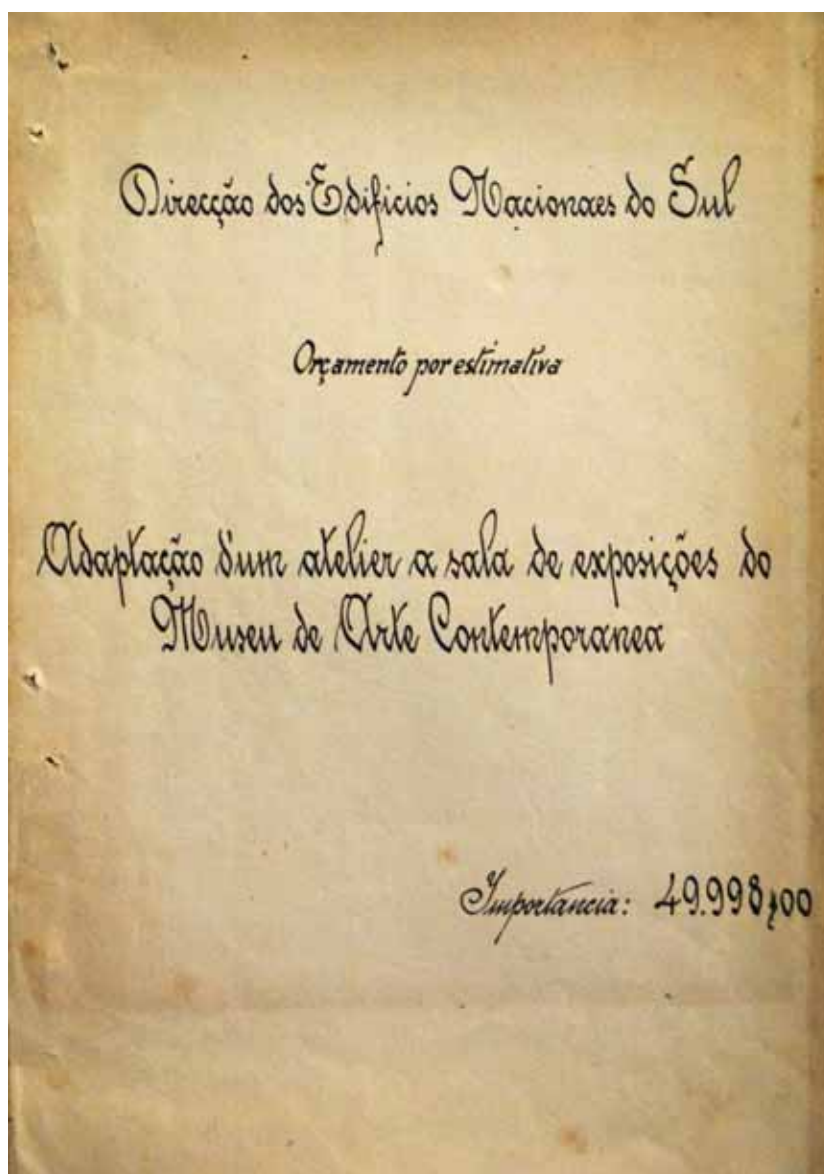 Direcção dos Edificios Nacionaes do Sul
Orçamento por estimativa
Adaptação d'um atelier a sala de exposições do
Museu de Arte Contemporanea
Importancia: 49.998$00